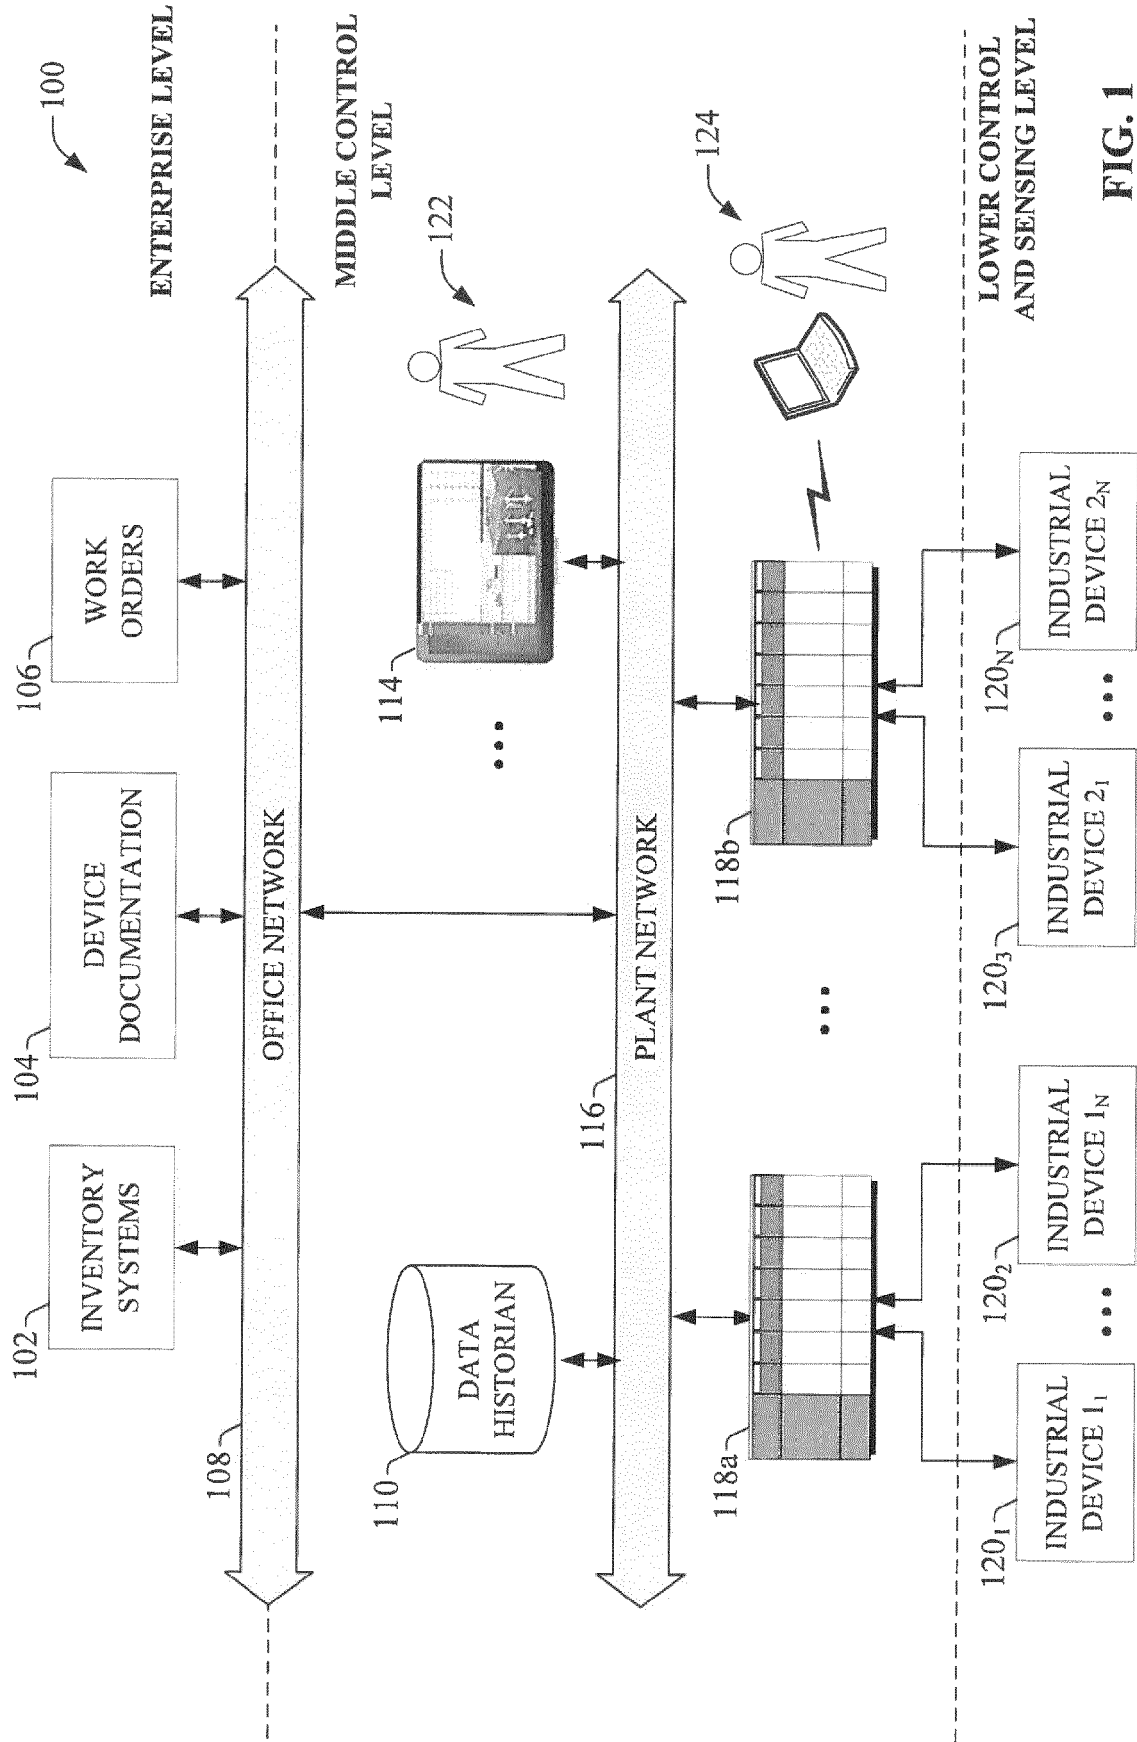 100
ENTERPRISE LEVEL
102
INVENTORY
SYSTEMS
104
DEVICE
DOCUMENTATION
106
WORK
ORDERS
108
OFFICE NETWORK
MIDDLE CONTROL
LEVEL
110
DATA
HISTORIAN
•••
114
122
116
PLANT NETWORK
118a
•••
118b
124
LOWER CONTROL
AND SENSING LEVEL
120₁
INDUSTRIAL
DEVICE 1₁
•••
120₂
INDUSTRIAL
DEVICE 1N
120₃
INDUSTRIAL
DEVICE 2₁
•••
120N
INDUSTRIAL
DEVICE 2N
FIG. 1